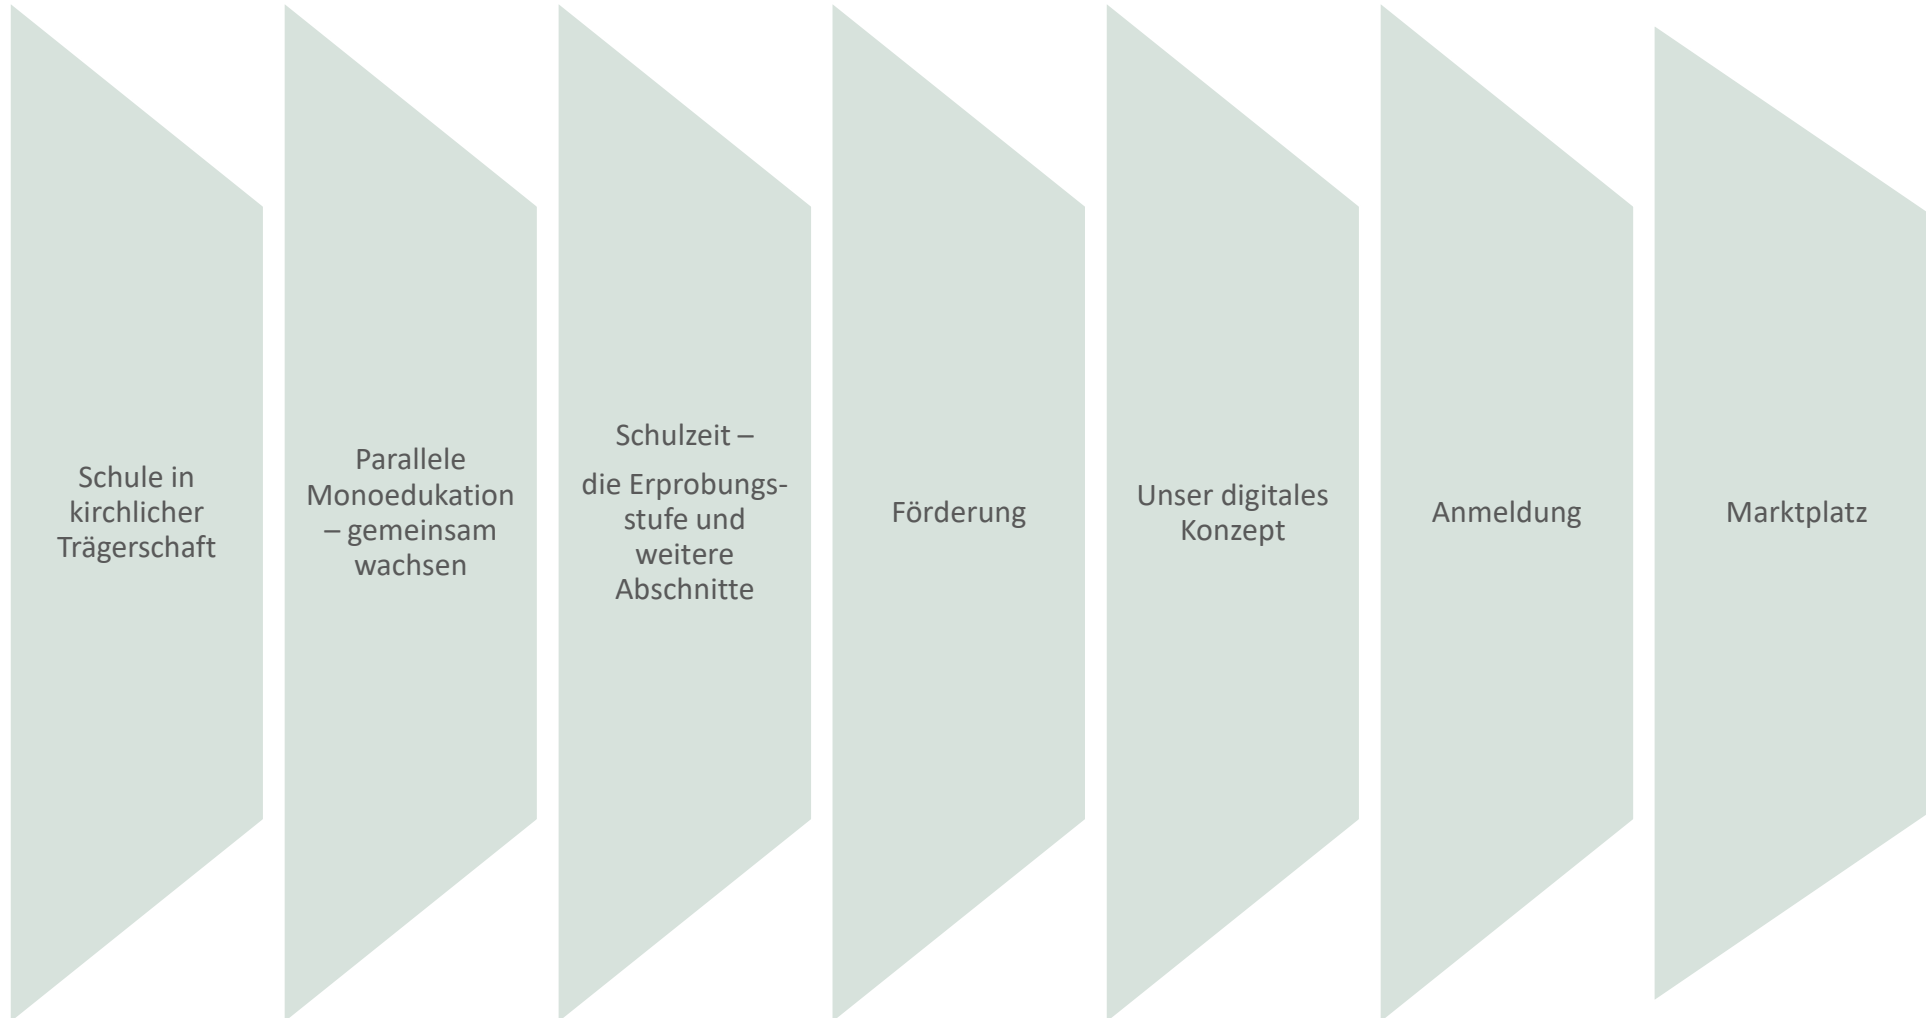 Schule in
kirchlicher
Trägerschaft
Parallele
Monoedukation
– gemeinsam
wachsen
Schulzeit –
die Erprobungs-
stufe und
weitere
Abschnitte
Förderung
Unser digitales
Konzept
Anmeldung
Marktplatz